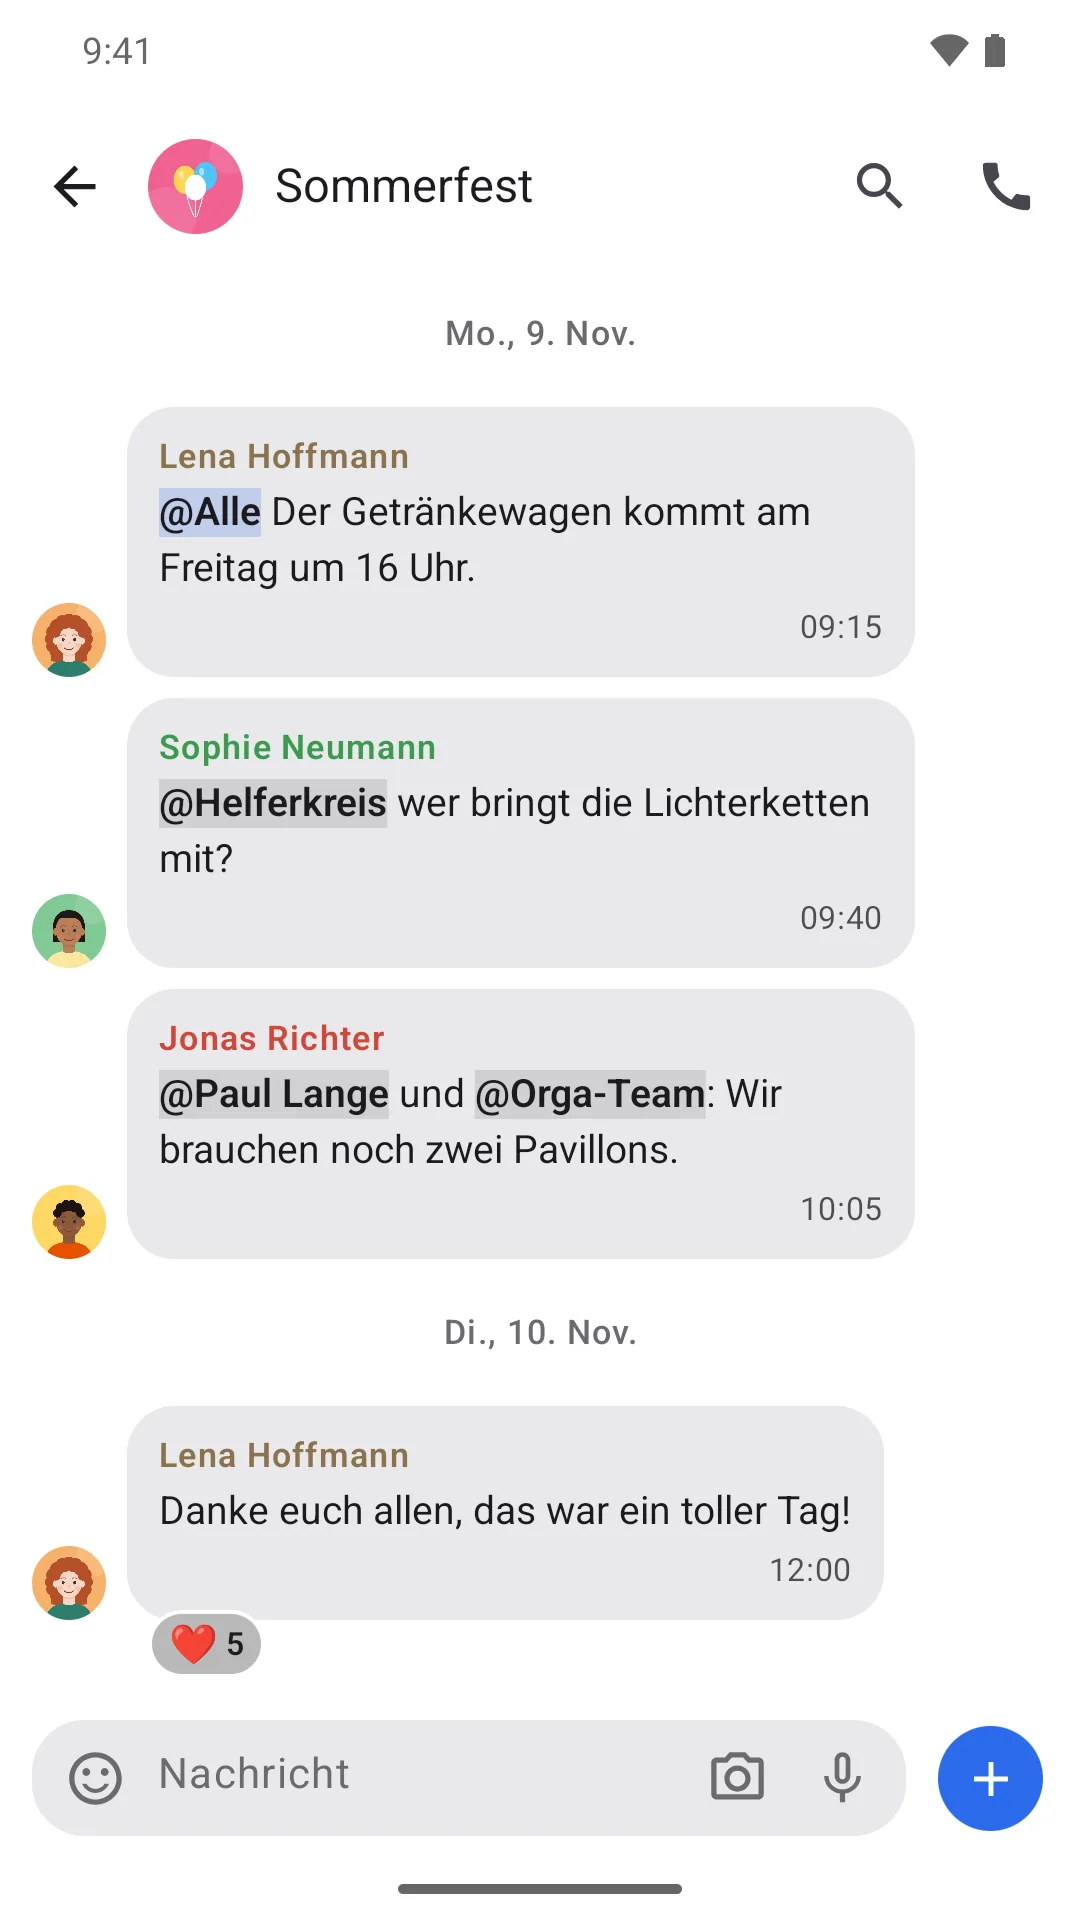 9:41
Sommerfest
Mo., 9. Nov.
Lena Hoffmann
@Alle Der Getränkewagen kommt am
Freitag um 16 Uhr.
09:15
Sophie Neumann
@Helferkreis wer bringt die Lichterketten
mit?
09:40
Jonas Richter
@Paul Lange und @Orga-Team: Wir
brauchen noch zwei Pavillons.
10:05
Di., 10. Nov.
Lena Hoffmann
Danke euch allen, das war ein toller Tag!
12:00
❤️ 5
Nachricht